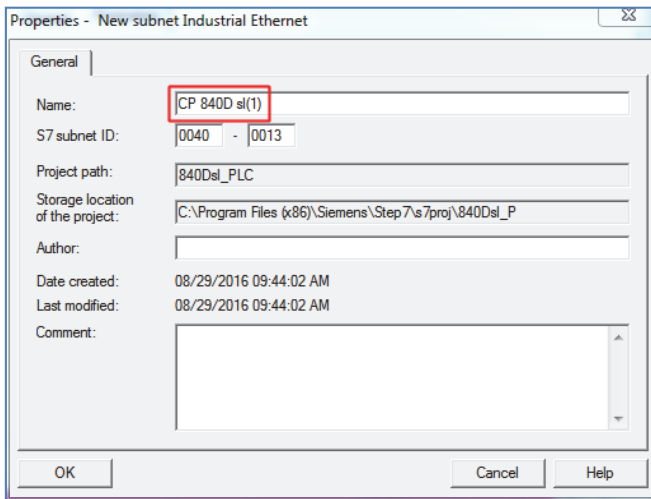 Properties - New subnet Industrial Ethernet
General
Name: CP 840D sl(1)
S7 subnet ID: 0040 - 0013
Project path: 840Dsl_PLC
Storage location
of the project: C:\Program Files (x86)\Siemens\Step7\s7proj\840Dsl_P
Author:
Date created: 08/29/2016 09:44:02 AM
Last modified: 08/29/2016 09:44:02 AM
Comment:
OK Cancel Help